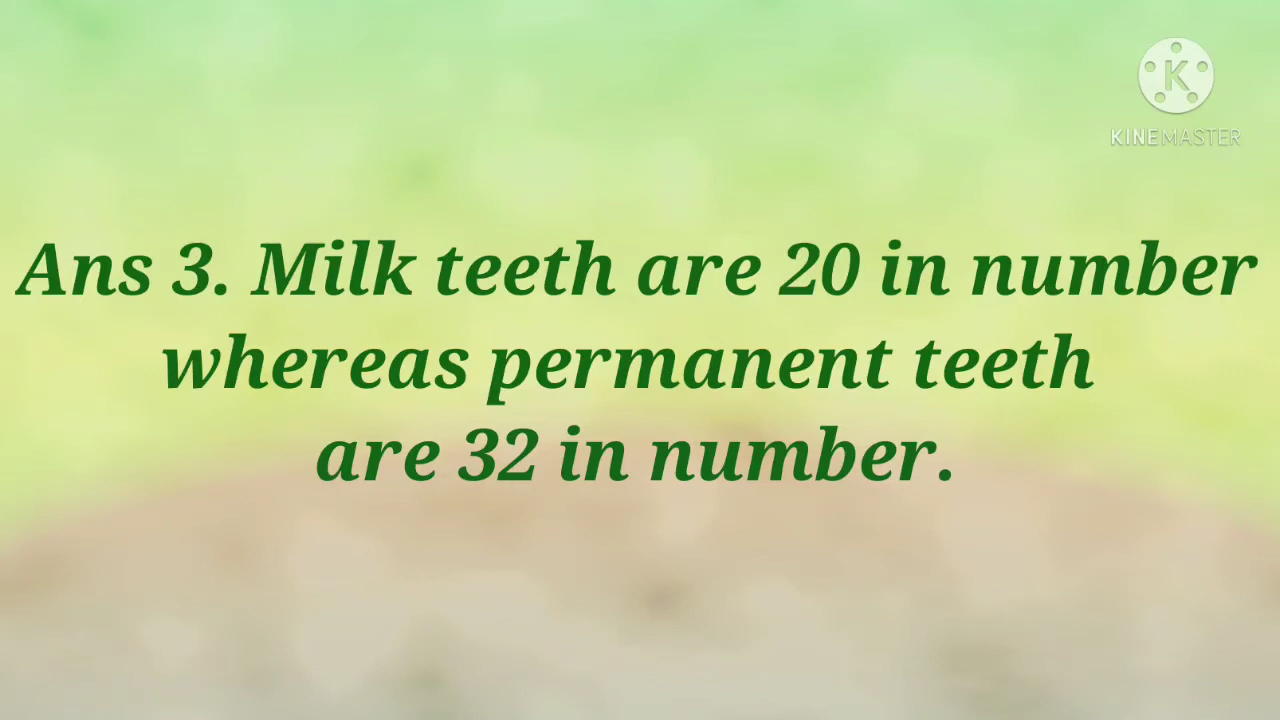 K
KINEMASTER
Ans 3. Milk teeth are 20 in number
whereas permanent teeth
are 32 in number.